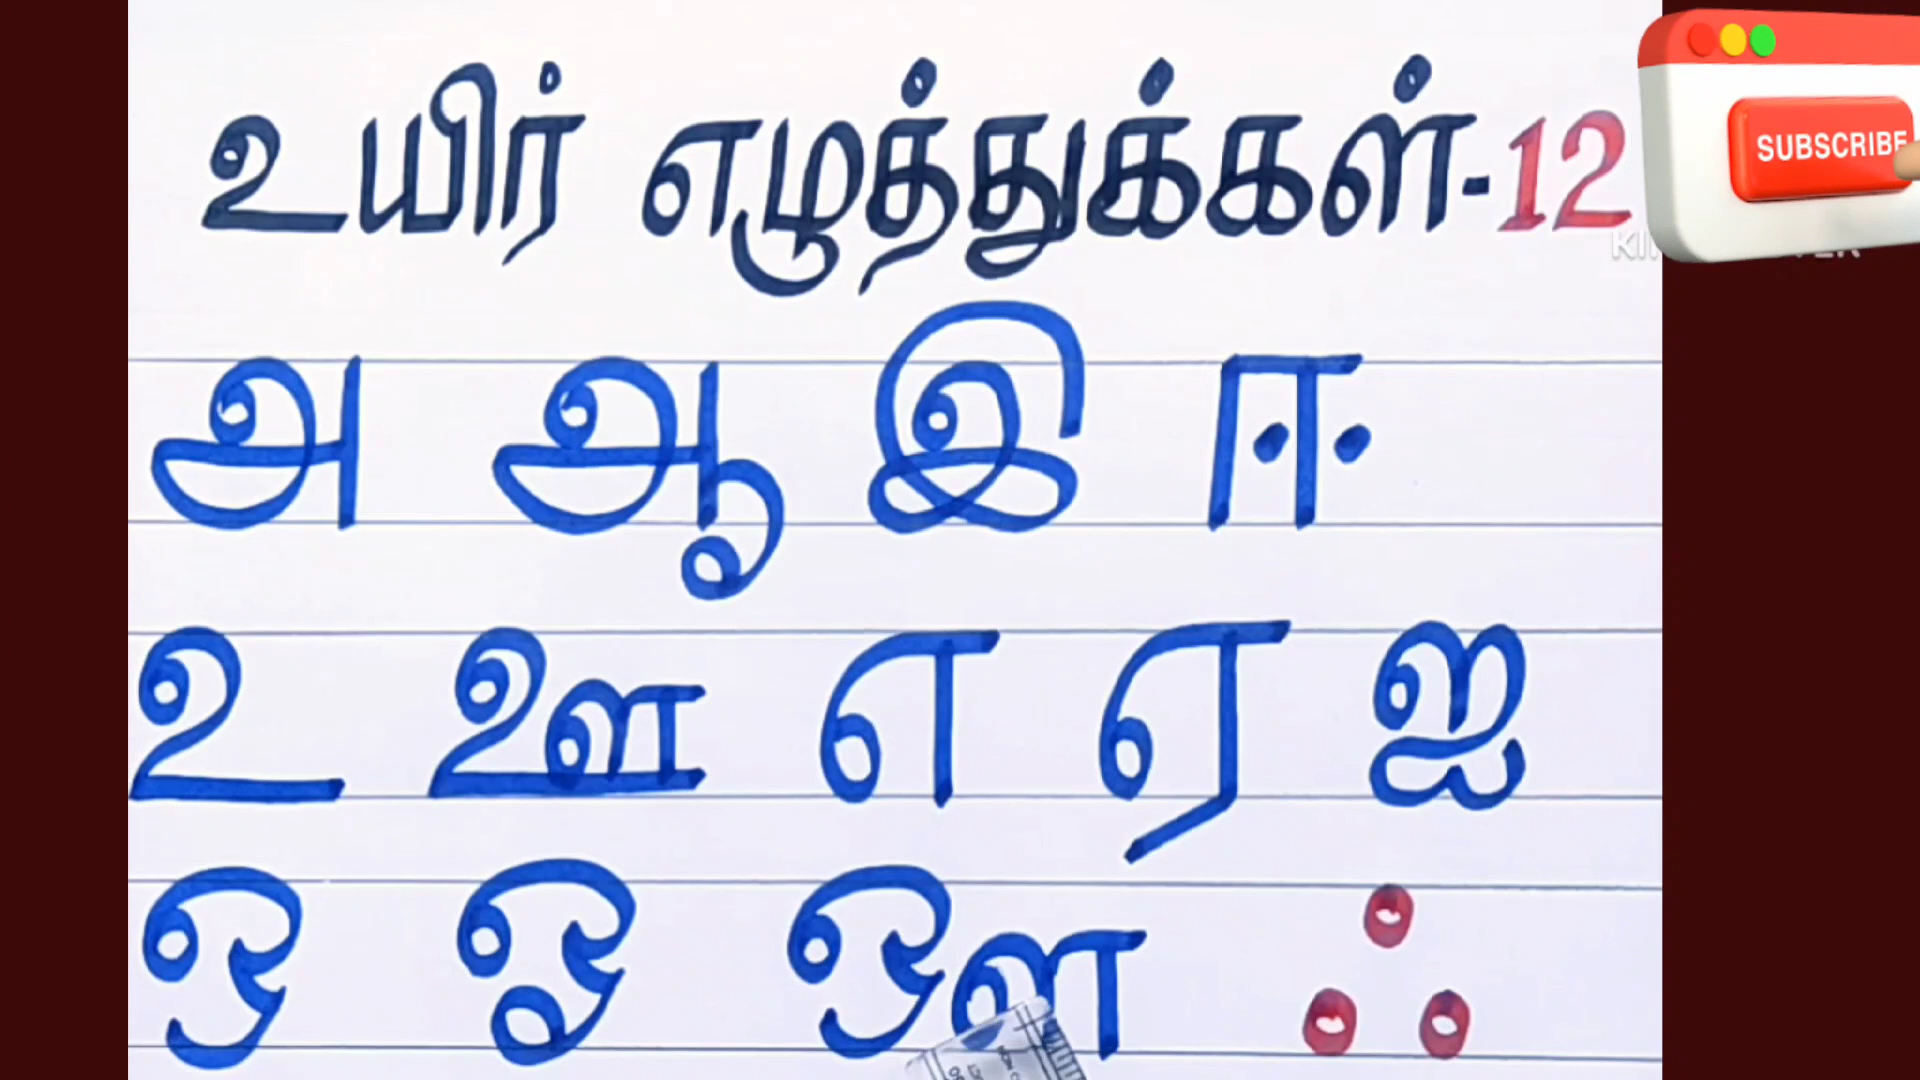 உயிர் எழுத்துக்கள்-12
SUBSCRIBE
அ ஆ இ ஈ
உ ஊ எ ஏ ஐ
ஒ ஓ ஔ ஃ